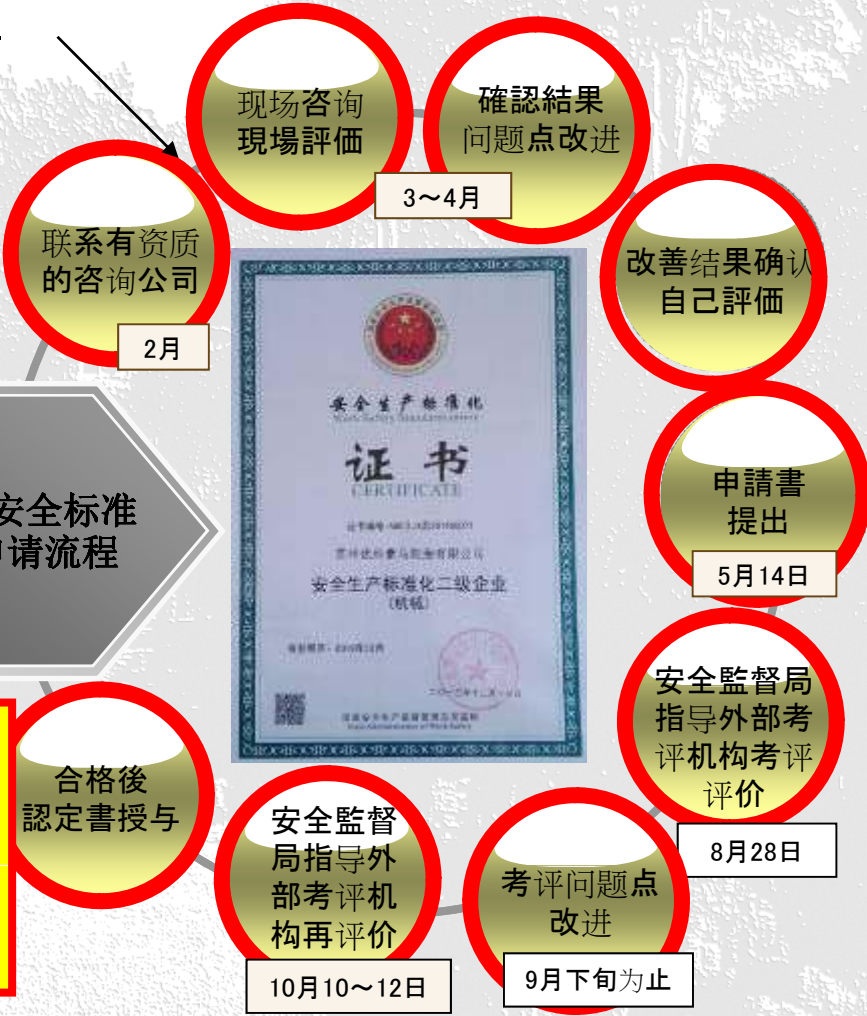 联系有资质
的咨询公司
2月
现场咨询
現場評価
確認結果
问题点改进
3～4月
改善结果确认
自己評価
申請書
提出
5月14日
安全監督局
指导外部考
评机构考评
评价
8月28日
考评问题点
改进
9月下旬为止
安全監督
局指导外
部考评机
构再评价
10月10～12日
合格後
認定書授与
安全标准
申请流程
安全生产标准化
证书
CERTIFICATE
安全生产标准化二级企业
(机械)